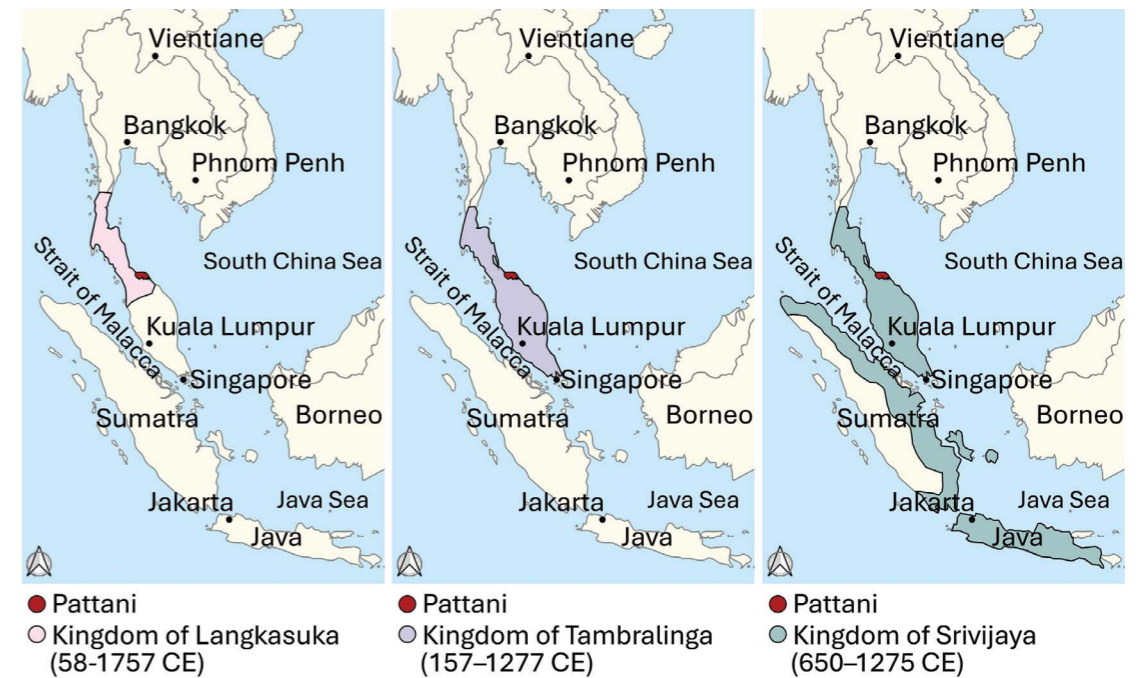 Vientiane
Bangkok
Phnom Penh
South China Sea
Strait of Malacca
Kuala Lumpur
Singapore
Sumatra
Borneo
Jakarta
Java Sea
Java
Pattani
Kingdom of Langkasuka
(58-1757 CE)
Vientiane
Bangkok
Phnom Penh
South China Sea
Strait of Malacca
Kuala Lumpur
Singapore
Sumatra
Borneo
Jakarta
Java Sea
Java
Pattani
Kingdom of Tambralinga
(157–1277 CE)
Vientiane
Bangkok
Phnom Penh
South China Sea
Strait of Malacca
Kuala Lumpur
Singapore
Sumatra
Borneo
Jakarta
Java Sea
Java
Pattani
Kingdom of Srivijaya
(650–1275 CE)